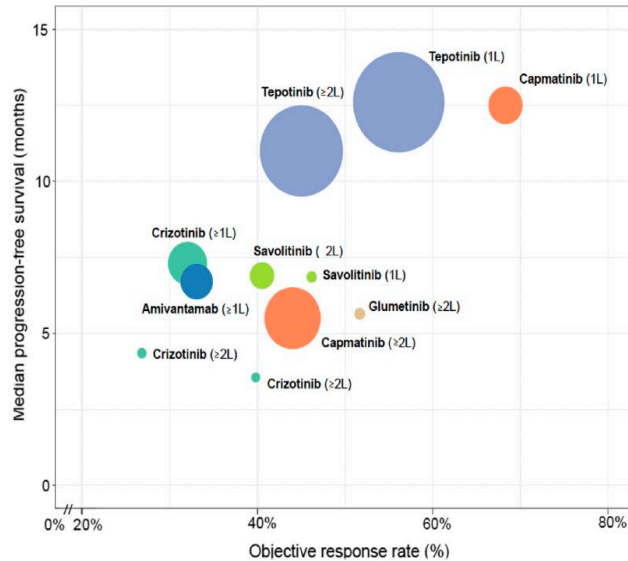 Median progression-free survival (months)
15
10
5
0
Tepotinib (1L)
Capmatinib (1L)
Tepotinib (≥2L)
Crizotinib (≥1L)
Savolitinib ( 2L)
Savolitinib (1L)
Amivantamab (≥1L)
Glumetinib (≥2L)
Capmatinib (≥2L)
Crizotinib (≥2L)
Crizotinib (≥2L)
0% // 20% 40% 60% 80%
Objective response rate (%)